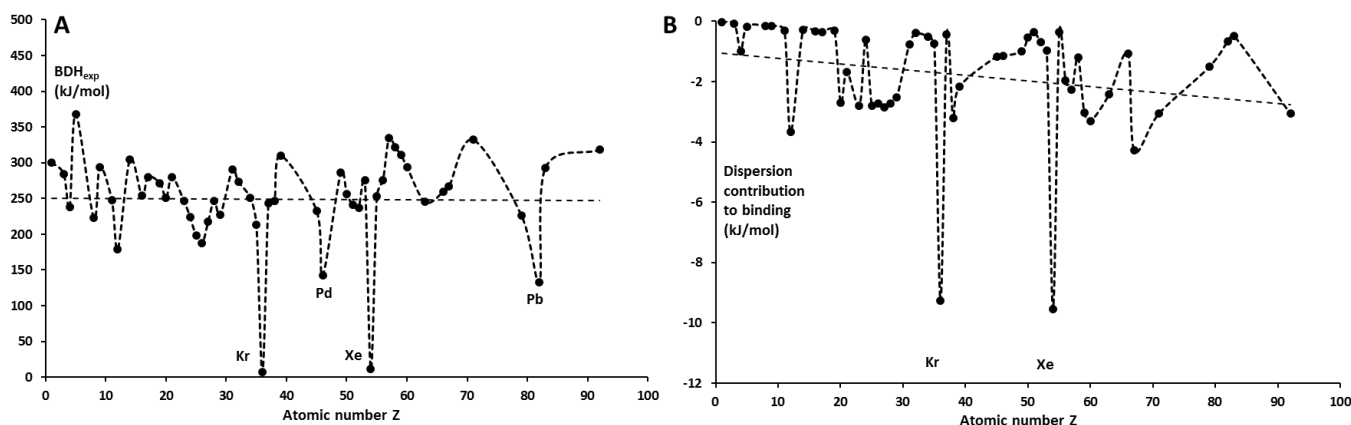 A
500
450
400
350
300
250
200
150
100
50
0
BDHexp
(kJ/mol)
Kr
Pd
Xe
Pb
0 10 20 30 40 50 60 70 80 90 100
Atomic number Z
B
0
-2
-4
-6
-8
-10
-12
Dispersion
contribution
to binding
(kJ/mol)
Kr
Xe
0 10 20 30 40 50 60 70 80 90 100
Atomic number Z